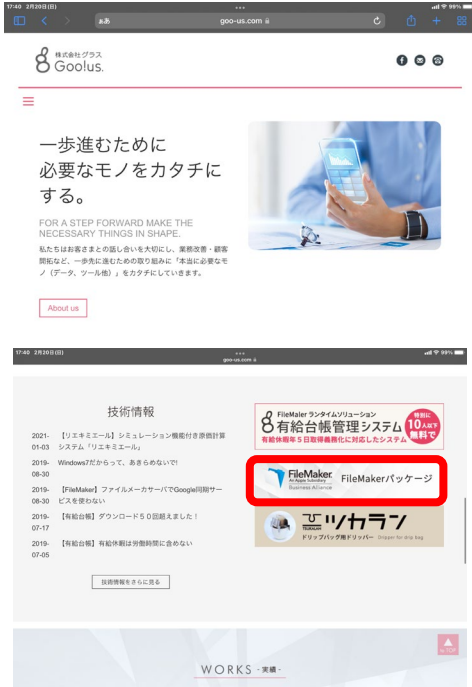 17:40 2月20日(日)
99%
ぁあ
goo-us.com
株式会社グラス
Goolus.
一歩進むために
必要なモノをカタチに
する。
FOR A STEP FORWARD MAKE THE
NECESSARY THINGS IN SHAPE.
私たちはお客さまとの話し合いを大切にし、業務改善・顧客
開拓など、一歩先に進むための取り組みに「本当に必要なモ
ノ（データ、ツール他）」をカタチにしていきます。
About us
17:40 2月20日(日)
goo-us.com
99%
技術情報
2021-01-03 【リエキミエール】シミュレーション機能付き原価計算
システム「リエキミエール」
2019-08-30 Windows7だからって、あきらめないで!
2019-08-30 【FileMaker】ファイルメーカサーバでGoogle同期サー
ビスを使わない
2019-07-17 【有給台帳】ダウンロード５０回超えました！
2019-07-05 【有給台帳】有給休暇は労働時間に含めない
技術情報をさらに見る
FileMaler ランタイムソリューション
有給台帳管理システム
有給休暇年５日取得義務化に対応したシステム
特別に
10人以下
無料で
FileMaker.
An Apple Subsidiary
Business Alliance
FileMakerパッケージ
TSUKALAN
ツカラン
ドリップバッグ用ドリッパー Dripper for drip bag
to TOP
WORKS -実績-